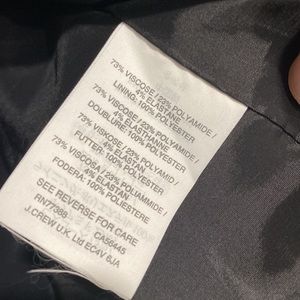 73% VISCOSE / 23% POLYAMIDE /
4% ELASTANE
LINING: 100% POLYESTER
73% VISCOSE / 23% POLYAMIDE /
4% ELASTHANNE
DOUBLURE: 100% POLYESTER
73% VISKOSE / 23% POLYAMID /
4% ELASTAN
FUTTER: 100% POLYESTER
73% VISCOSA / 23% POLIAMMIDE /
4% ELASTAN
FODERA: 100% POLIESTERE
SEE REVERSE FOR CARE
RN77388 CA56445
J.CREW U.K. Ltd EC4V 6JA